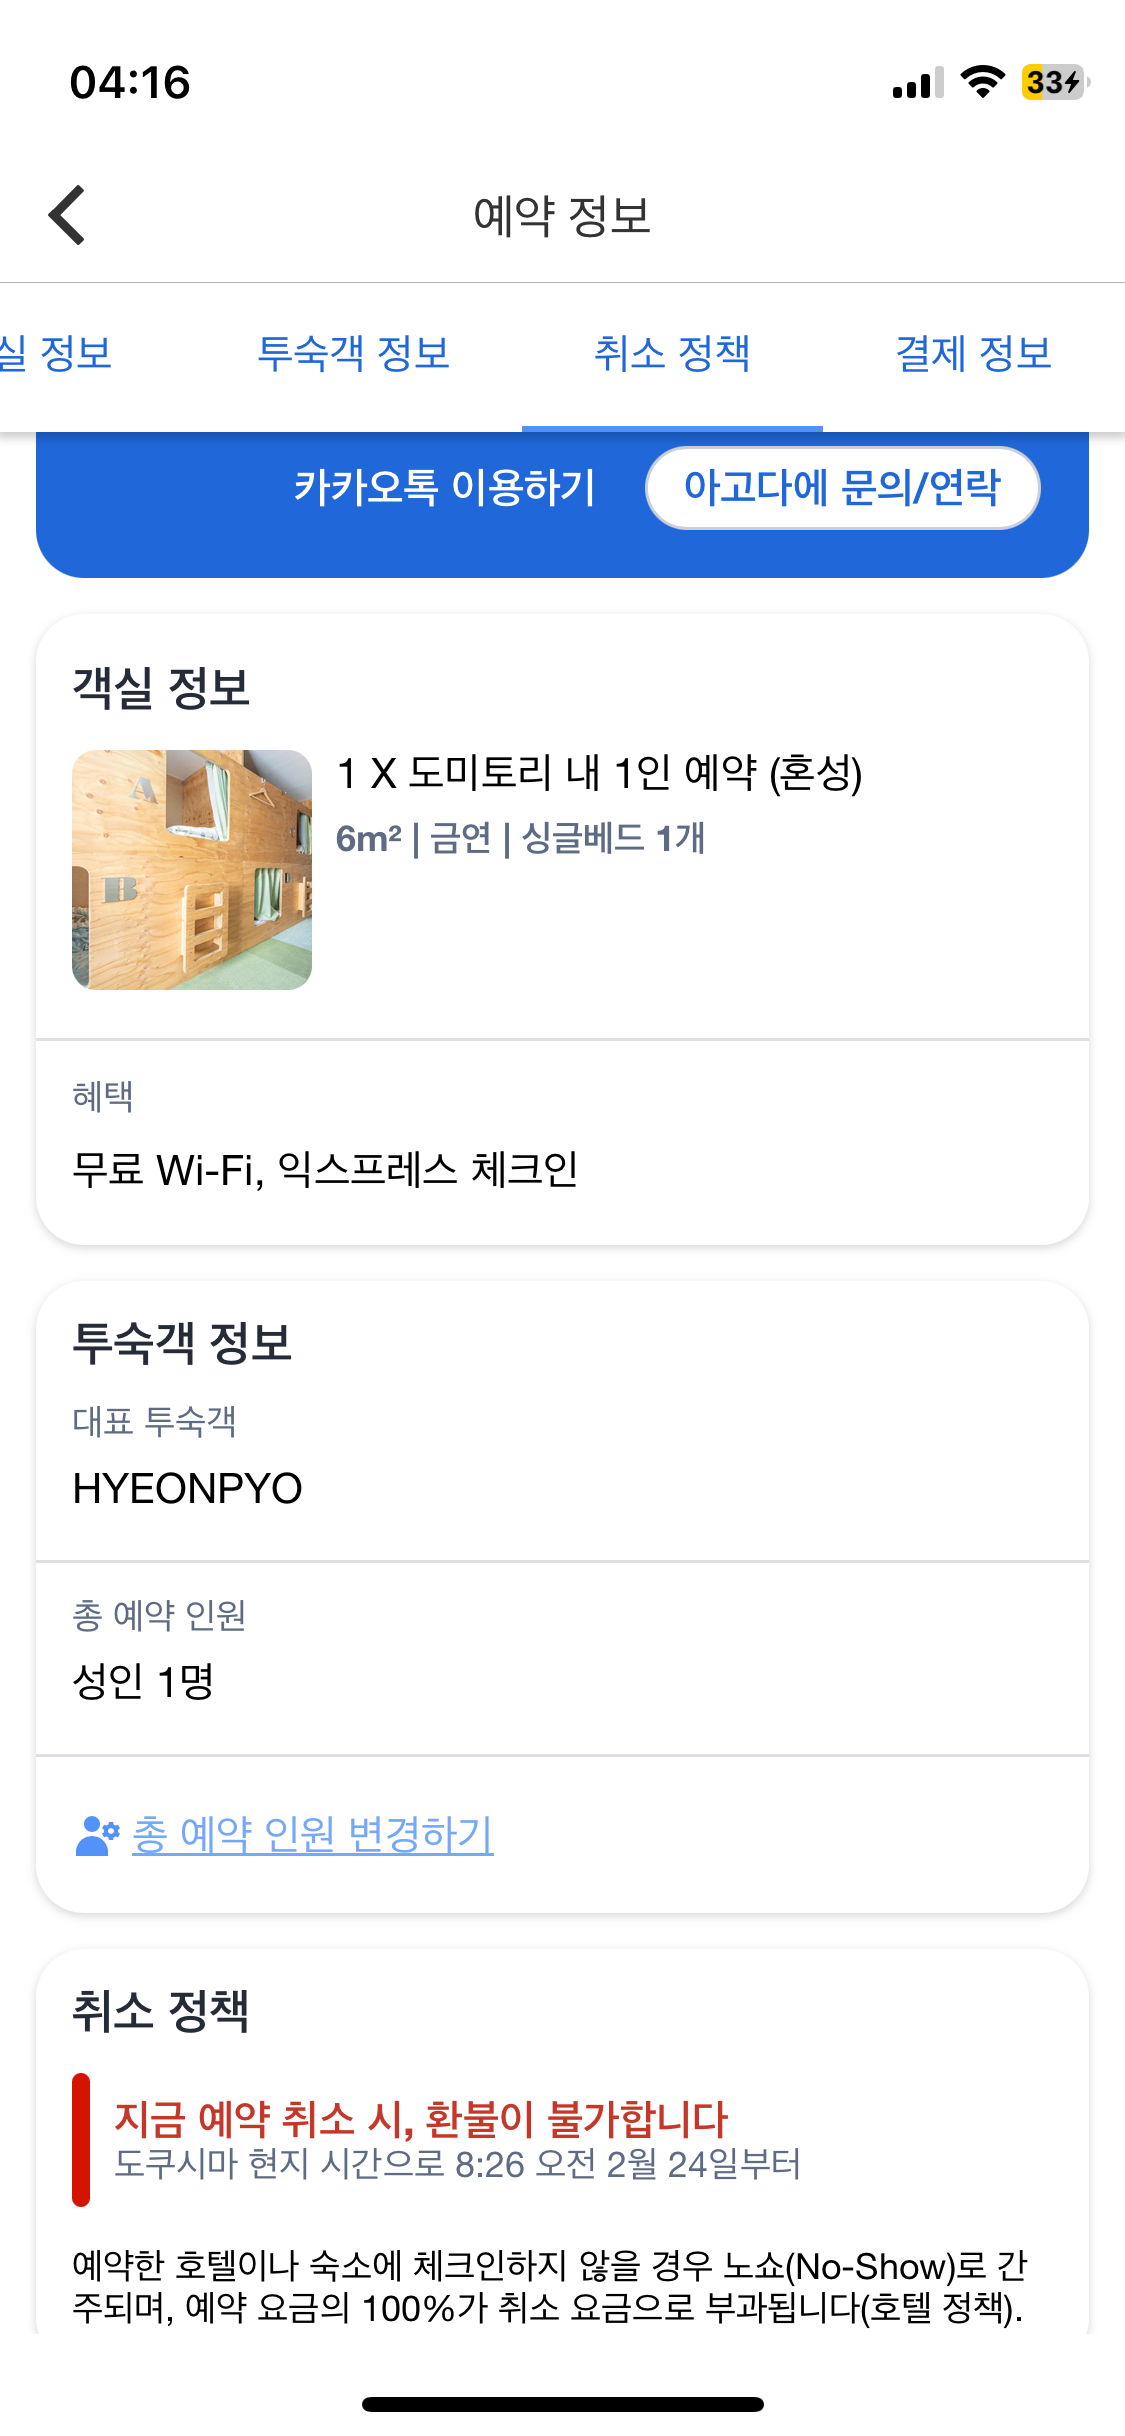 04:16
33
예약 정보
실 정보
투숙객 정보
취소 정책
결제 정보
카카오톡 이용하기
아고다에 문의/연락
객실 정보
A
B
1 X 도미토리 내 1인 예약 (혼성)
6m² | 금연 | 싱글베드 1개
혜택
무료 Wi-Fi, 익스프레스 체크인
투숙객 정보
대표 투숙객
HYEONPYO
총 예약 인원
성인 1명
총 예약 인원 변경하기
취소 정책
지금 예약 취소 시, 환불이 불가합니다
도쿠시마 현지 시간으로 8:26 오전 2월 24일부터
예약한 호텔이나 숙소에 체크인하지 않을 경우 노쇼(No-Show)로 간
주되며, 예약 요금의 100%가 취소 요금으로 부과됩니다(호텔 정책).